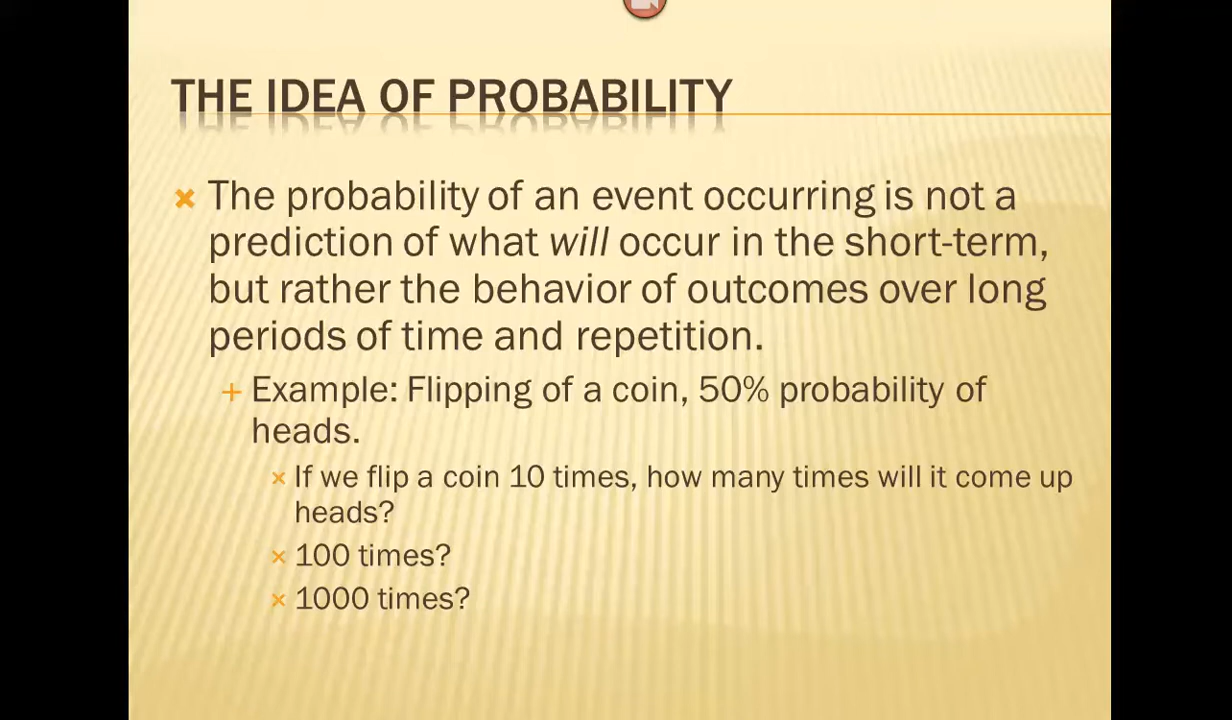 THE IDEA OF PROBABILITY
The probability of an event occurring is not a
prediction of what will occur in the short-term,
but rather the behavior of outcomes over long
periods of time and repetition.
Example: Flipping of a coin, 50% probability of
heads.
If we flip a coin 10 times, how many times will it come up
heads?
100 times?
1000 times?